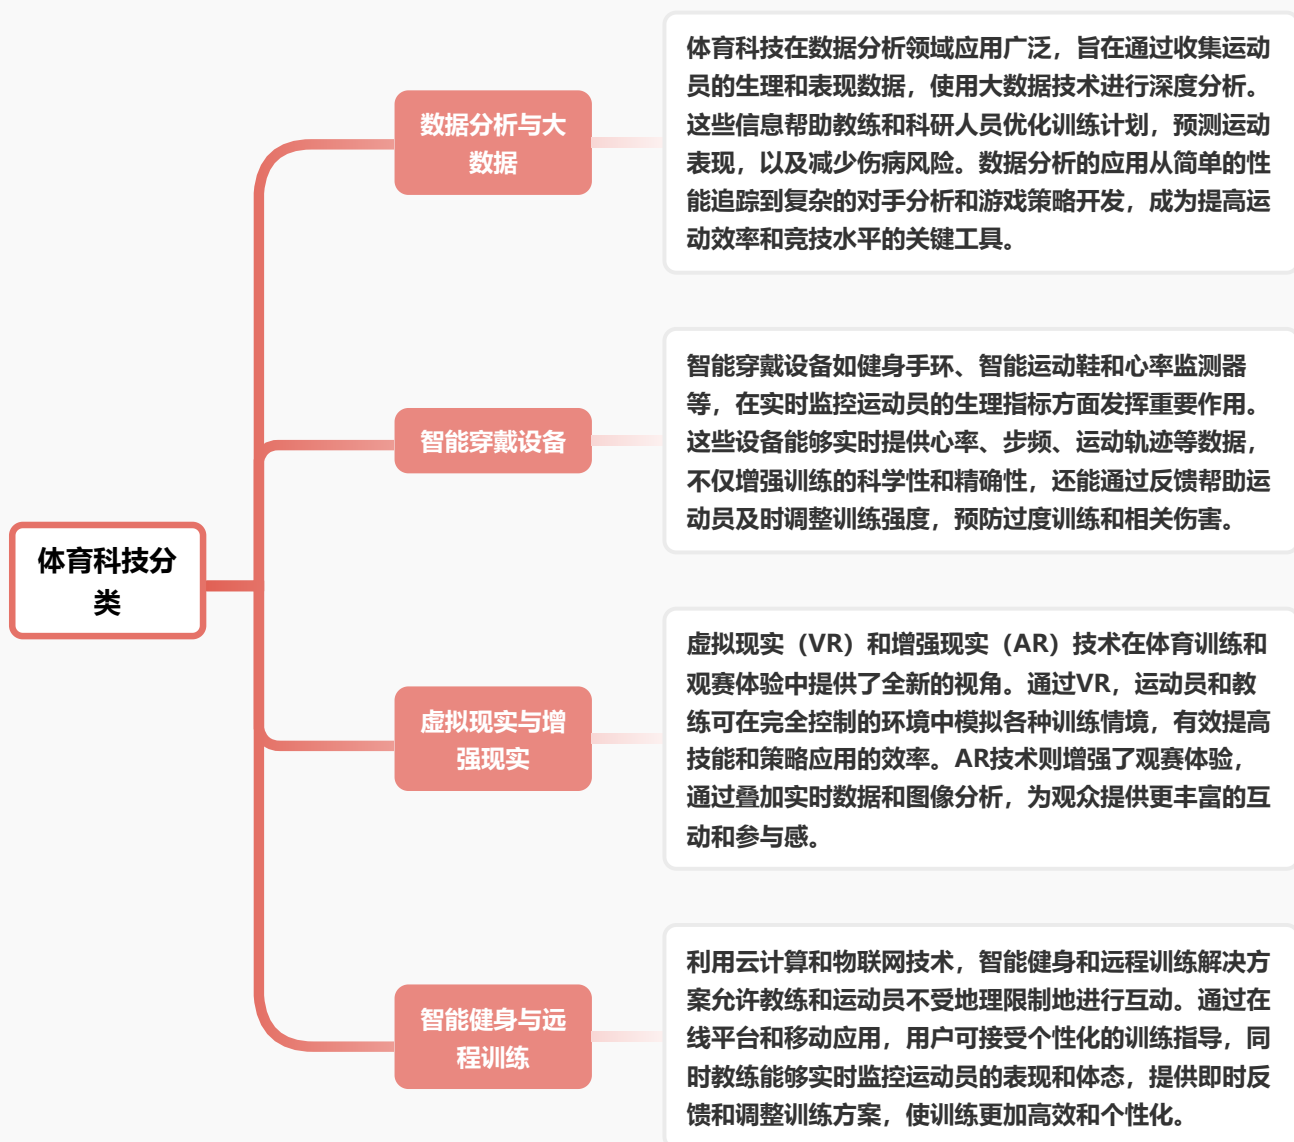 体育科技分
类
数据分析与大
数据
体育科技在数据分析领域应用广泛，旨在通过收集运动
员的生理和表现数据，使用大数据技术进行深度分析。
这些信息帮助教练和科研人员优化训练计划，预测运动
表现，以及减少伤病风险。数据分析的应用从简单的性
能追踪到复杂的对手分析和游戏策略开发，成为提高运
动效率和竞技水平的关键工具。
智能穿戴设备
智能穿戴设备如健身手环、智能运动鞋和心率监测器
等，在实时监控运动员的生理指标方面发挥重要作用。
这些设备能够实时提供心率、步频、运动轨迹等数据，
不仅增强训练的科学性和精确性，还能通过反馈帮助运
动员及时调整训练强度，预防过度训练和相关伤害。
虚拟现实与增
强现实
虚拟现实（VR）和增强现实（AR）技术在体育训练和
观赛体验中提供了全新的视角。通过VR，运动员和教
练可在完全控制的环境中模拟各种训练情境，有效提高
技能和策略应用的效率。AR技术则增强了观赛体验，
通过叠加实时数据和图像分析，为观众提供更丰富的互
动和参与感。
智能健身与远
程训练
利用云计算和物联网技术，智能健身和远程训练解决方
案允许教练和运动员不受地理限制地进行互动。通过在
线平台和移动应用，用户可接受个性化的训练指导，同
时教练能够实时监控运动员的表现和体态，提供即时反
馈和调整训练方案，使训练更加高效和个性化。